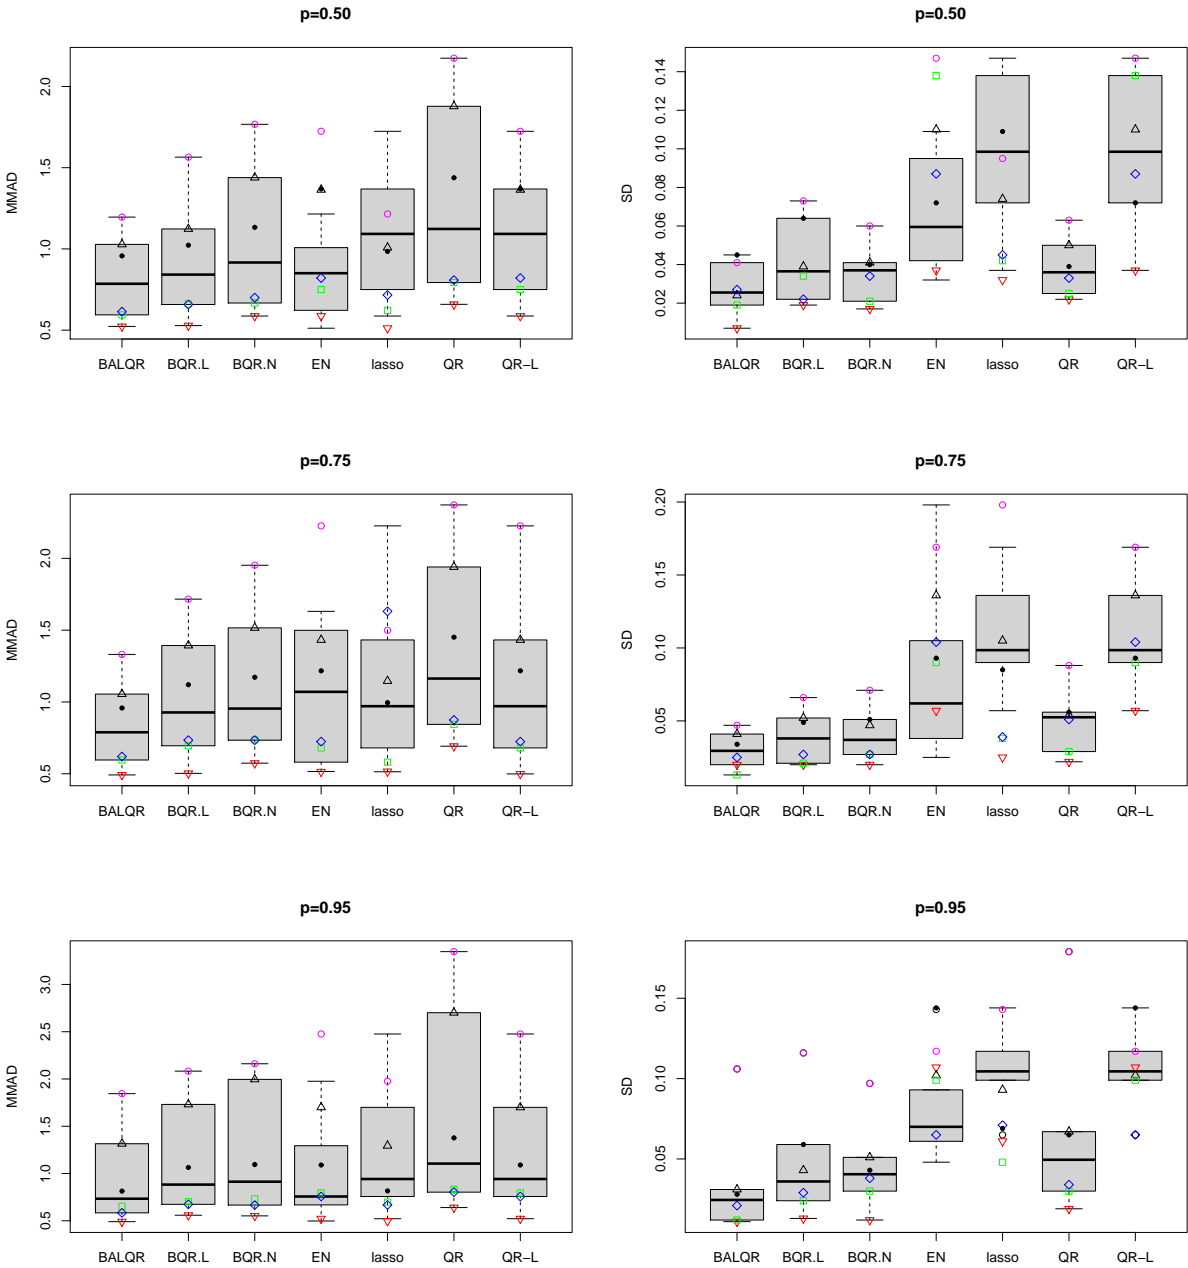 p=0.50
MMAD
0.5
1.0
1.5
2.0
BALQR BQR.L BQR.N EN lasso QR QR−L
p=0.50
SD
0.02
0.04
0.06
0.08
0.10
0.12
0.14
BALQR BQR.L BQR.N EN lasso QR QR−L
p=0.75
MMAD
0.5
1.0
1.5
2.0
BALQR BQR.L BQR.N EN lasso QR QR−L
p=0.75
SD
0.05
0.10
0.15
0.20
BALQR BQR.L BQR.N EN lasso QR QR−L
p=0.95
MMAD
0.5
1.0
1.5
2.0
2.5
3.0
BALQR BQR.L BQR.N EN lasso QR QR−L
p=0.95
SD
0.05
0.10
0.15
BALQR BQR.L BQR.N EN lasso QR QR−L